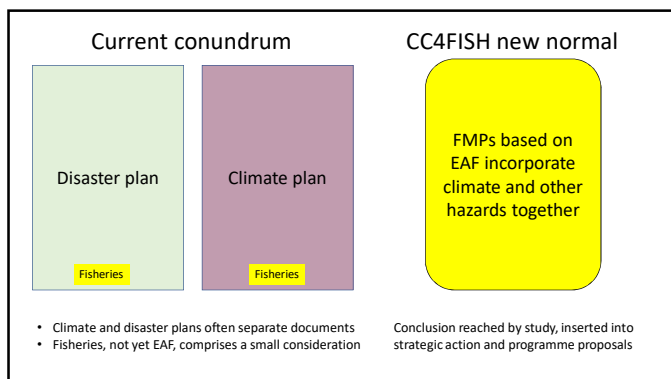 Current conundrum
Disaster plan
Fisheries
Climate plan
Fisheries
• Climate and disaster plans often separate documents
• Fisheries, not yet EAF, comprises a small consideration
CC4FISH new normal
FMPs based on
EAF incorporate
climate and other
hazards together
Conclusion reached by study, inserted into
strategic action and programme proposals